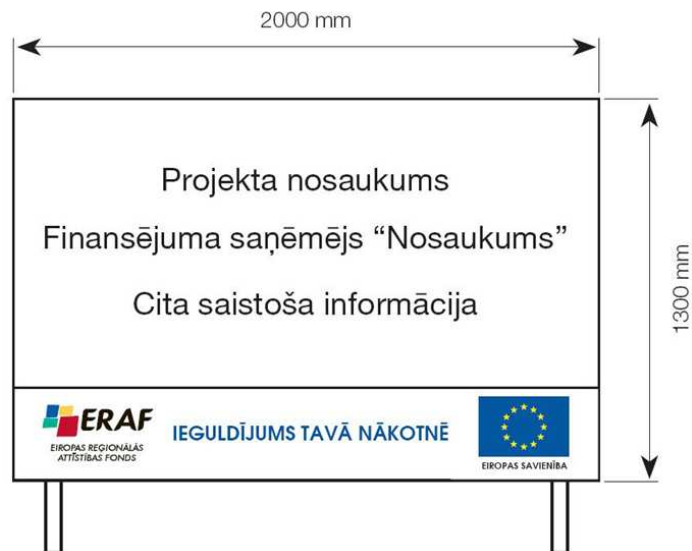 2000 mm
Projekta nosaukums
Finansējuma saņēmējs “Nosaukums”
Cita saistoša informācija
1300 mm
ERAF
EIROPAS REĢIONĀLĀS
ATTĪSTĪBAS FONDS
IEGULDĪJUMS TAVĀ NĀKOTNĒ
EIROPAS SAVIENĪBA